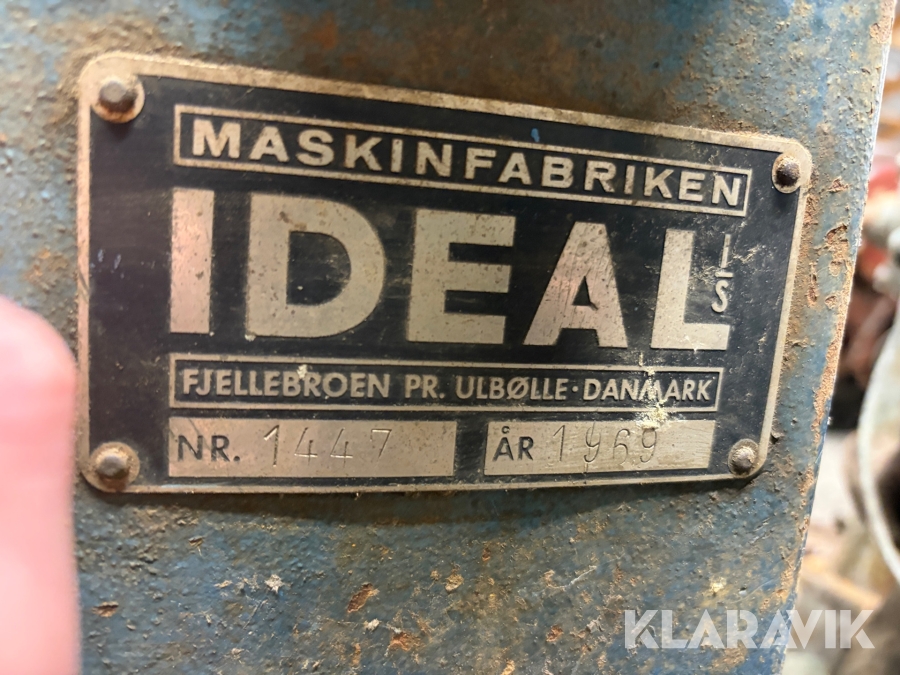 MASKINFABRIKEN
IDEAL I/S
FJELLEBROEN PR. ULBØLLE · DANMARK
NR. 1447 ÅR 1969
KLARAVIK